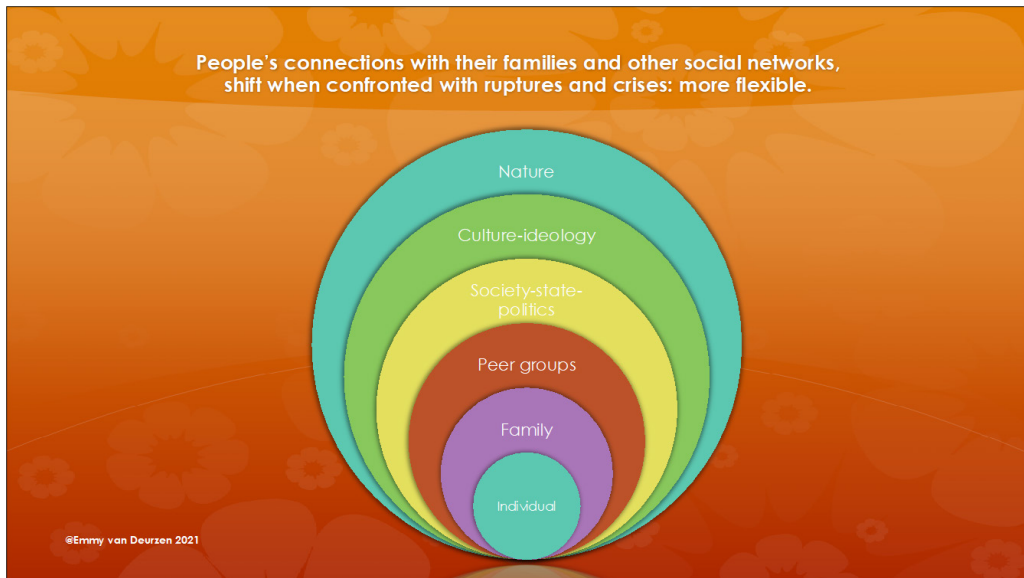 People's connections with their families and other social networks,
shift when confronted with ruptures and crises: more flexible.
Nature
Culture-ideology
Society-state-
politics
Peer groups
Family
Individual
@Emmy van Deurzen 2021